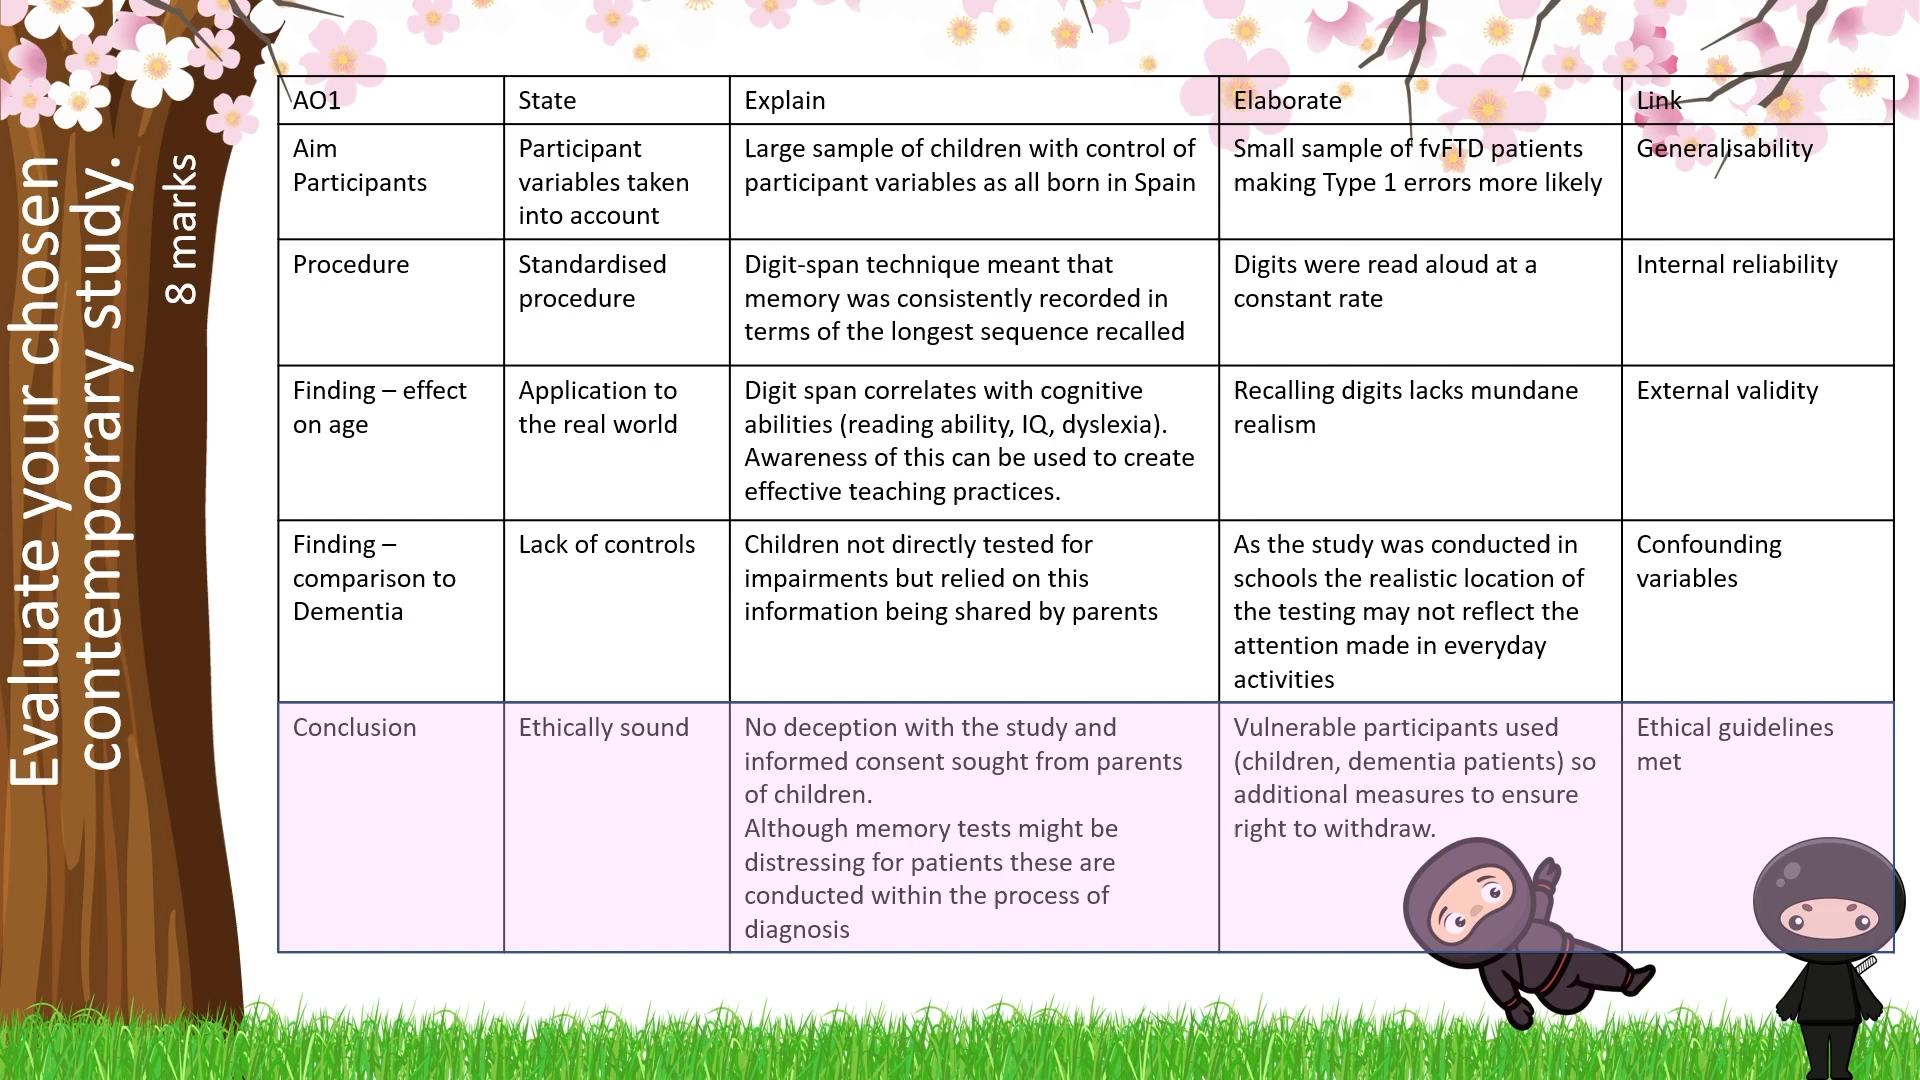 Evaluate your chosen
contemporary study.
8 marks
AO1
State
Explain
Elaborate
Link
Aim
Participants
Participant
variables taken
into account
Large sample of children with control of
participant variables as all born in Spain
Small sample of fvFTD patients
making Type 1 errors more likely
Generalisability
Procedure
Standardised
procedure
Digit-span technique meant that
memory was consistently recorded in
terms of the longest sequence recalled
Digits were read aloud at a
constant rate
Internal reliability
Finding – effect
on age
Application to
the real world
Digit span correlates with cognitive
abilities (reading ability, IQ, dyslexia).
Awareness of this can be used to create
effective teaching practices.
Recalling digits lacks mundane
realism
External validity
Finding –
comparison to
Dementia
Lack of controls
Children not directly tested for
impairments but relied on this
information being shared by parents
As the study was conducted in
schools the realistic location of
the testing may not reflect the
attention made in everyday
activities
Confounding
variables
Conclusion
Ethically sound
No deception with the study and
informed consent sought from parents
of children.
Although memory tests might be
distressing for patients these are
conducted within the process of
diagnosis
Vulnerable participants used
(children, dementia patients) so
additional measures to ensure
right to withdraw.
Ethical guidelines
met